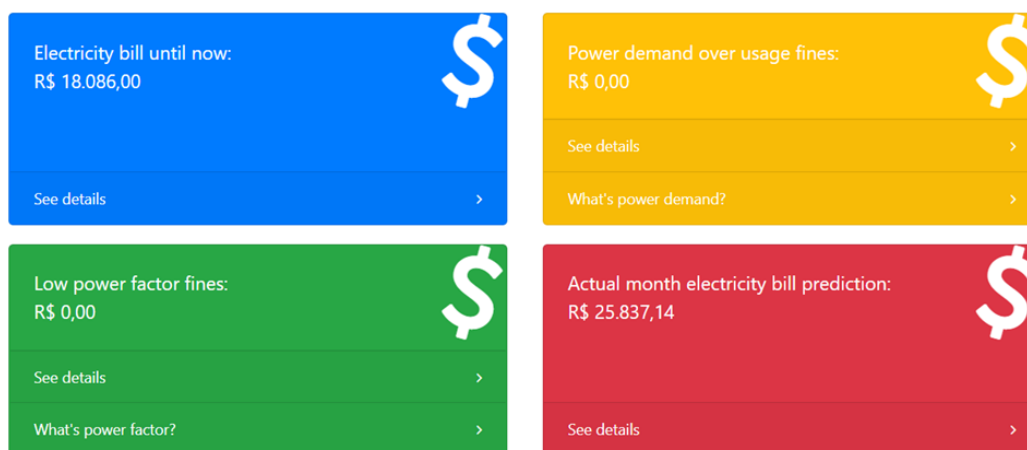 Electricity bill until now:
R$ 18.086,00
See details
Power demand over usage fines:
R$ 0,00
See details
What's power demand?
Low power factor fines:
R$ 0,00
See details
What's power factor?
Actual month electricity bill prediction:
R$ 25.837,14
See details